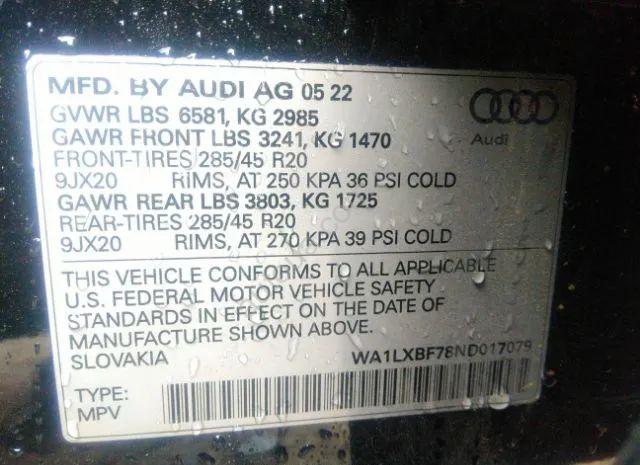 MFD. BY AUDI AG 05 22
GVWR LBS 6581, KG 2985
GAWR FRONT LBS 3241, KG 1470
FRONT-TIRES 285/45 R20
9JX20 RIMS, AT 250 KPA 36 PSI COLD
GAWR REAR LBS 3803, KG 1725
REAR-TIRES 285/45 R20
9JX20 RIMS, AT 270 KPA 39 PSI COLD
Audi
THIS VEHICLE CONFORMS TO ALL APPLICABLE
U.S. FEDERAL MOTOR VEHICLE SAFETY
STANDARDS IN EFFECT ON THE DATE OF
MANUFACTURE SHOWN ABOVE.
SLOVAKIA WA1LXBF78ND017079
TYPE:
MPV